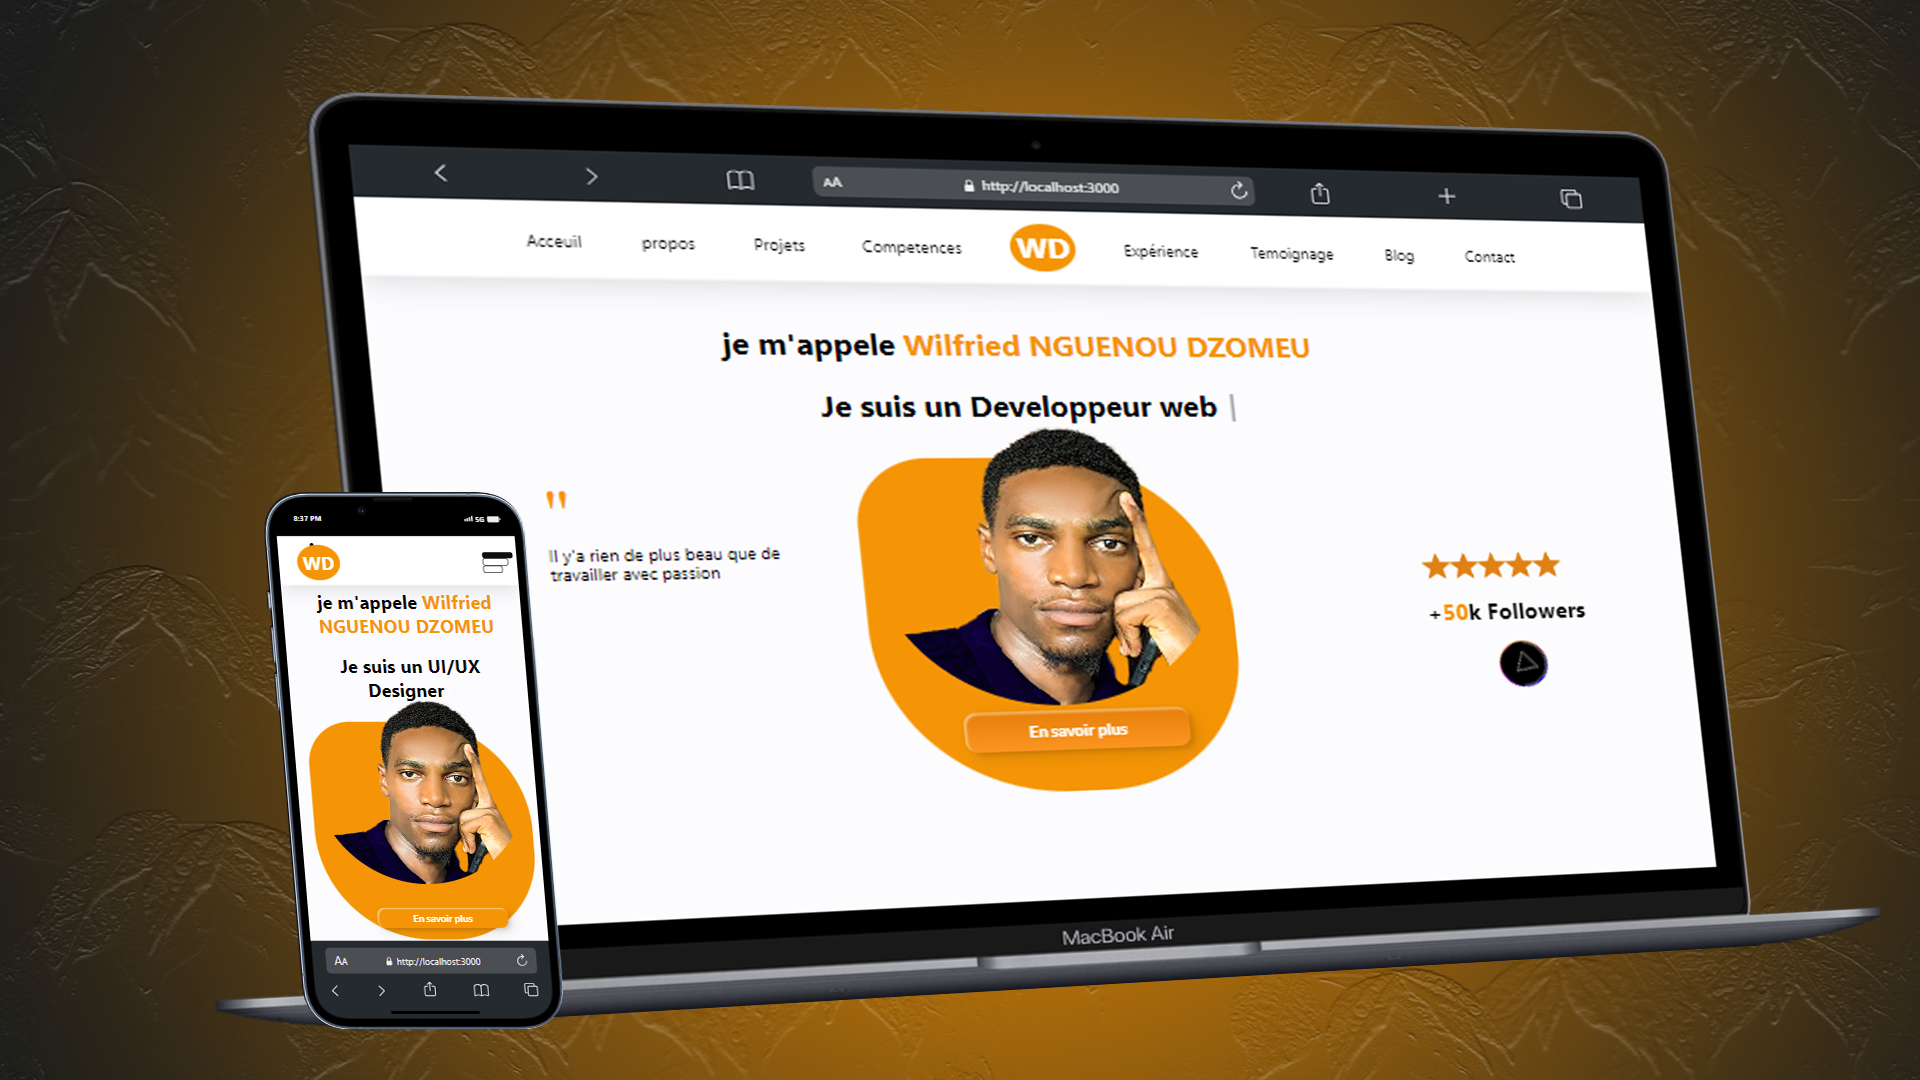 AA http://localhost:3000
Acceuil propos Projets Competences WD Expérience Temoignage Blog Contact
je m'appele Wilfried NGUENOU DZOMEU
Je suis un Developpeur web |
"
Il y'a rien de plus beau que de
travailler avec passion
+50k Followers
En savoir plus
MacBook Air
8:37 PM 5G
WD
je m'appele Wilfried
NGUENOU DZOMEU
Je suis un UI/UX
Designer
En savoir plus
AA http://localhost:3000